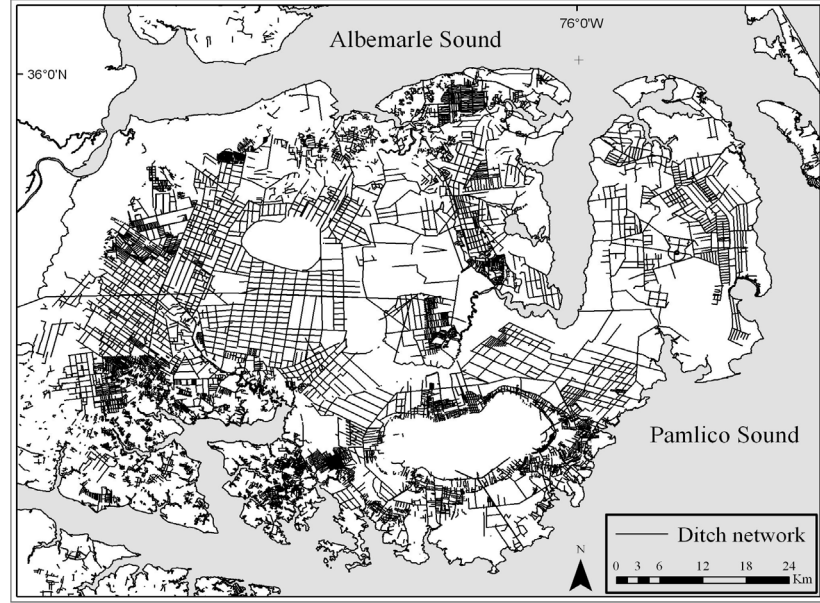 Albemarle Sound
76°0'W
36°0'N
Pamlico Sound
Ditch network
N
0 3 6 12 18 24
Km